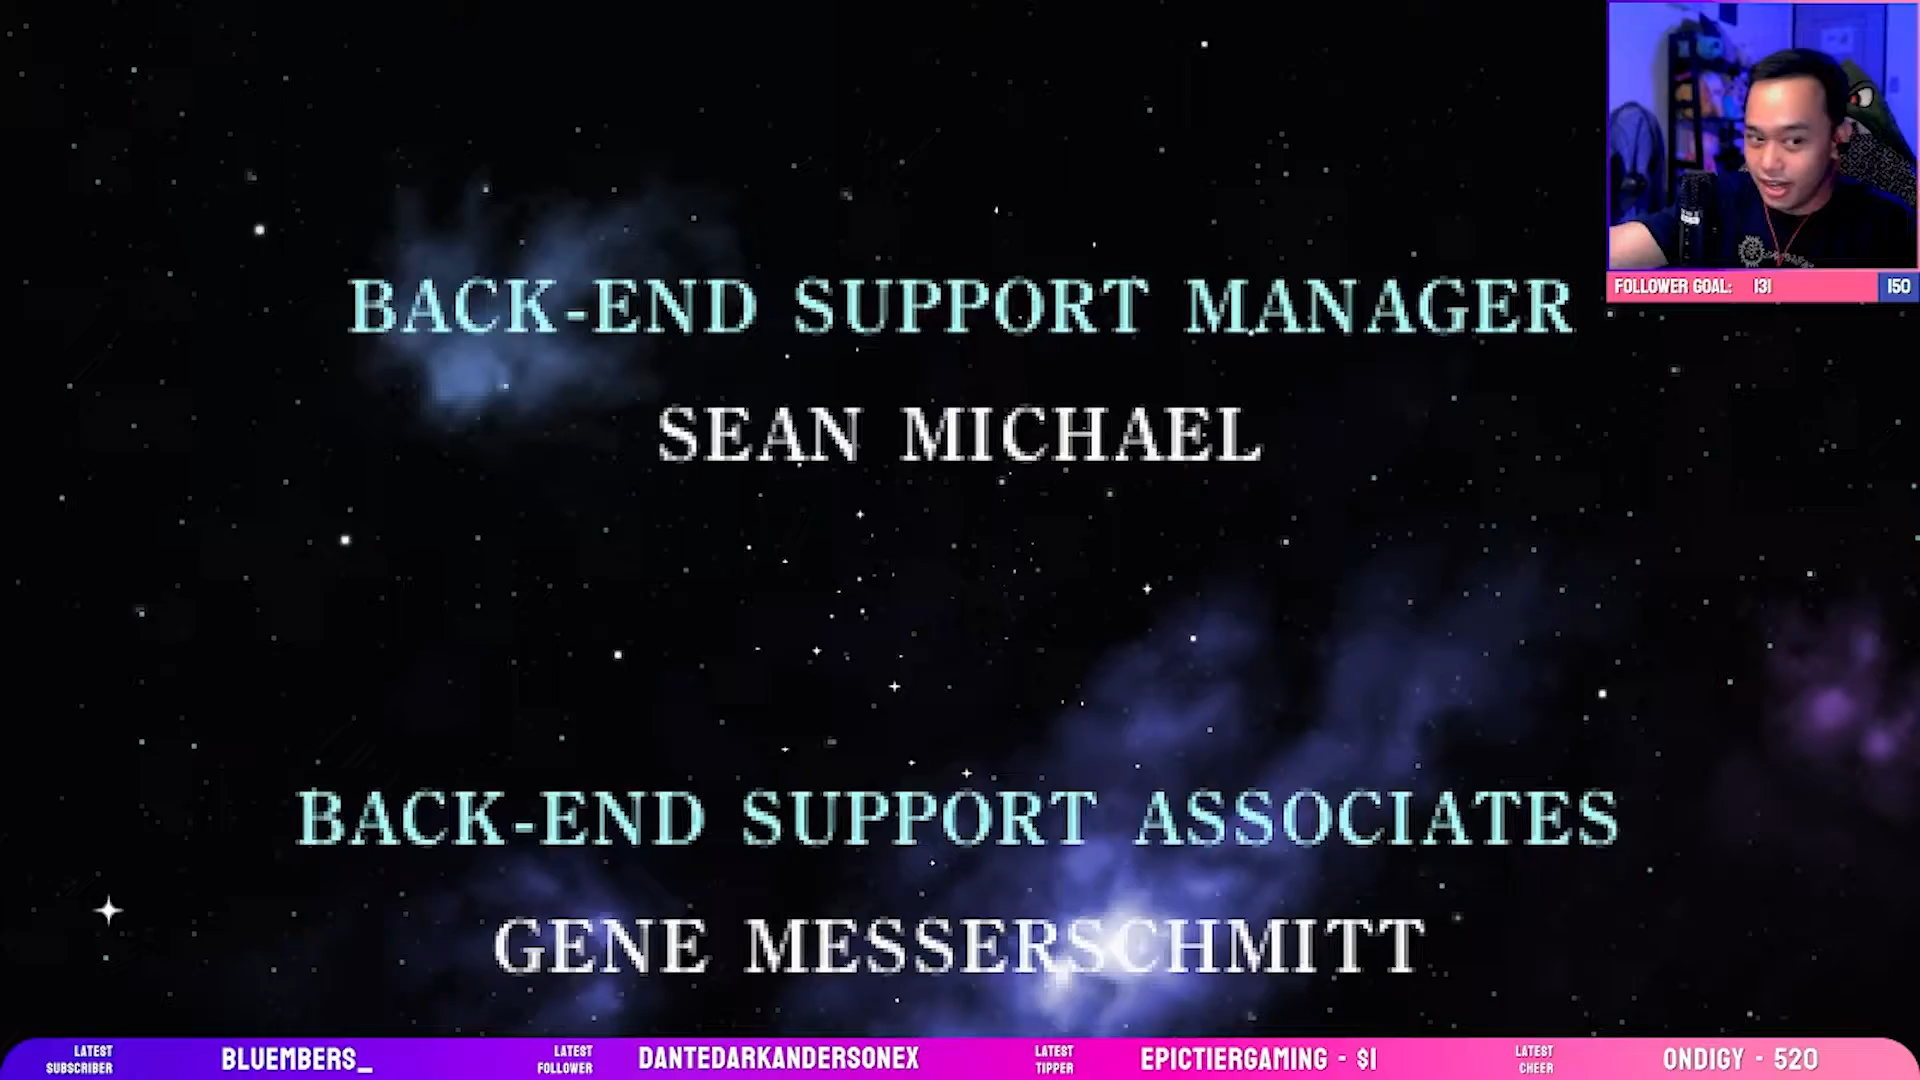 BACK-END SUPPORT MANAGER
SEAN MICHAEL
BACK-END SUPPORT ASSOCIATES
GENE MESSERSCHMITT
FOLLOWER GOAL: 131 150
LATEST SUBSCRIBER
BLUEMBERS_
LATEST FOLLOWER
DANTEDARKANDERSONEX
LATEST TIPPER
EPICTIERGAMING - $1
LATEST CHEER
ONDIGY - 520